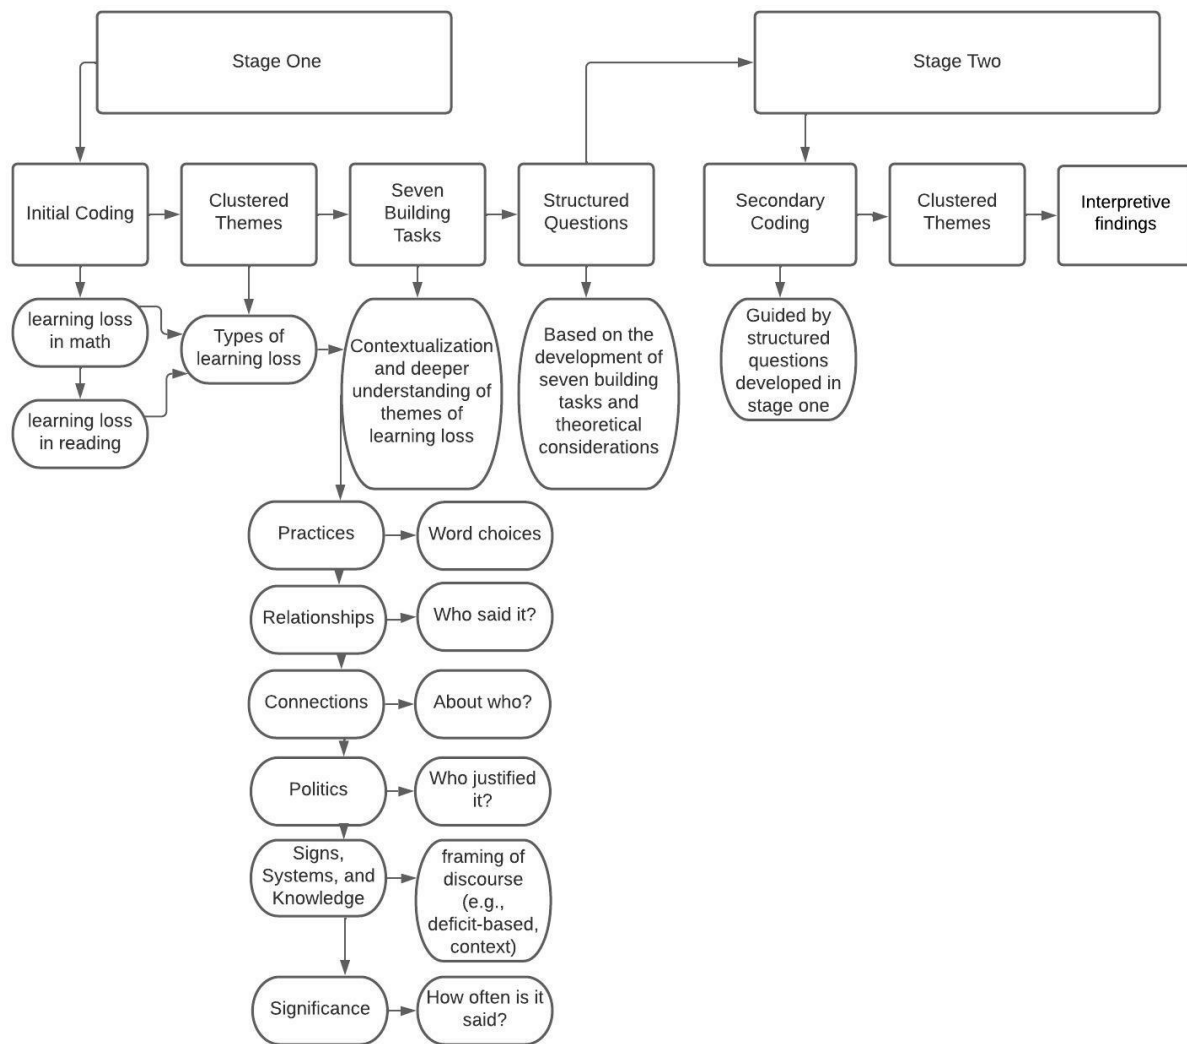 Stage One
Stage Two
Initial Coding
Clustered
Themes
Seven
Building
Tasks
Structured
Questions
Secondary
Coding
Clustered
Themes
Interpretive
findings
learning loss
in math
learning loss
in reading
Types of
learning loss
Contextualization
and deeper
understanding of
themes of
learning loss
Based on the
development of
seven building
tasks and
theoretical
considerations
Guided by
structured
questions
developed in
stage one
Practices
Word choices
Relationships
Who said it?
Connections
About who?
Politics
Who justified
it?
Signs,
Systems, and
Knowledge
framing of
discourse
(e.g.,
deficit-based,
context)
Significance
How often is it
said?